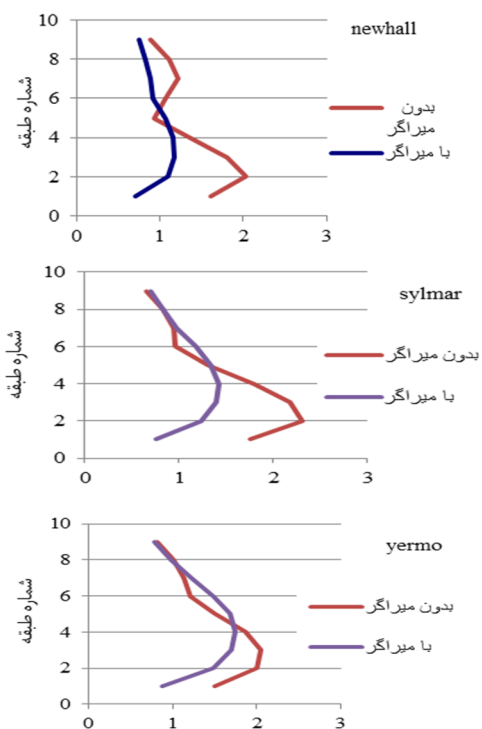 newhall
شماره طبقه
10
8
6
4
2
0
0 1 2 3
بدون
میراگر
با میراگر
sylmar
شماره طبقه
10
8
6
4
2
0
0 1 2 3
بدون میراگر
با میراگر
yermo
شماره طبقه
10
8
6
4
2
0
0 1 2 3
بدون میراگر
با میراگر